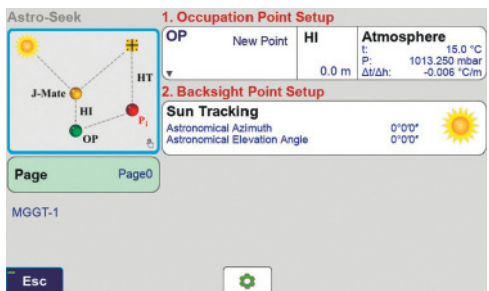 Astro-Seek
1. Occupation Point Setup
OP
New Point
HI
0.0 m
Atmosphere
t: 15.0 °C
P: 1013.250 mbar
Δt/Δh: -0.006 °C/m
HT
J-Mate
HI
P₁
OP
2. Backsight Point Setup
Sun Tracking
Astronomical Azimuth 0°0'0"
Astronomical Elevation Angle 0°0'0"
Page Page0
MGGT-1
Esc